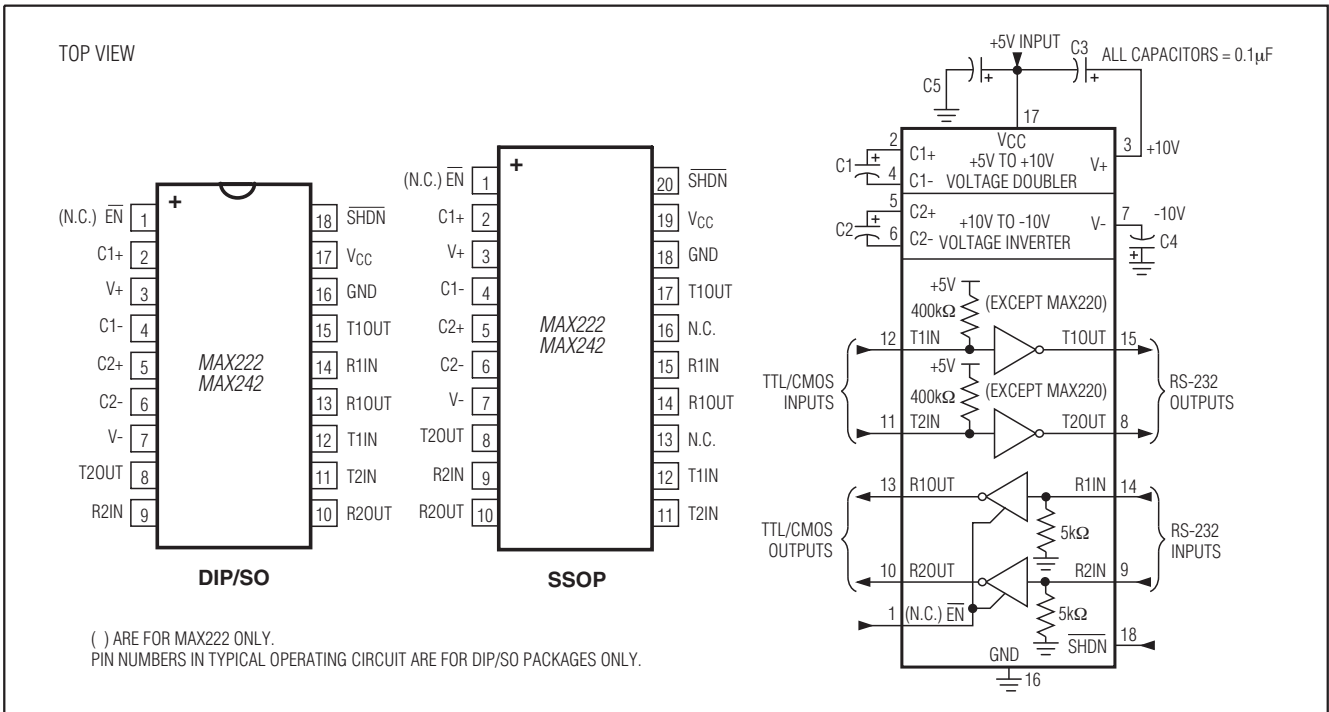 TOP VIEW
DIP/SO
+
(N.C.) E̅N̅ 1
C1+ 2
V+ 3
C1- 4
C2+ 5
C2- 6
V- 7
T2OUT 8
R2IN 9
18 S̅H̅D̅N̅
17 VCC
16 GND
15 T1OUT
14 R1IN
13 R1OUT
12 T1IN
11 T2IN
10 R2OUT
MAX222
MAX242
SSOP
+
(N.C.) E̅N̅ 1
C1+ 2
V+ 3
C1- 4
C2+ 5
C2- 6
V- 7
T2OUT 8
R2IN 9
R2OUT 10
20 S̅H̅D̅N̅
19 VCC
18 GND
17 T1OUT
16 N.C.
15 R1IN
14 R1OUT
13 N.C.
12 T1IN
11 T2IN
MAX222
MAX242
( ) ARE FOR MAX222 ONLY.
PIN NUMBERS IN TYPICAL OPERATING CIRCUIT ARE FOR DIP/SO PACKAGES ONLY.
+5V INPUT
C3
ALL CAPACITORS = 0.1µF
C5
+
+
17
VCC
2
C1+
+5V TO +10V
VOLTAGE DOUBLER
V+
3
+10V
C1
+
4
C1-
5
C2+
+10V TO -10V
VOLTAGE INVERTER
V-
7
-10V
C2
+
6
C2-
C4
+
+5V
400kΩ
(EXCEPT MAX220)
12 T1IN
T1OUT 15
+5V
400kΩ
(EXCEPT MAX220)
TTL/CMOS
INPUTS
RS-232
OUTPUTS
11 T2IN
T2OUT 8
13 R1OUT
R1IN 14
5kΩ
TTL/CMOS
OUTPUTS
RS-232
INPUTS
10 R2OUT
R2IN 9
5kΩ
1 (N.C.) E̅N̅
S̅H̅D̅N̅ 18
GND
16